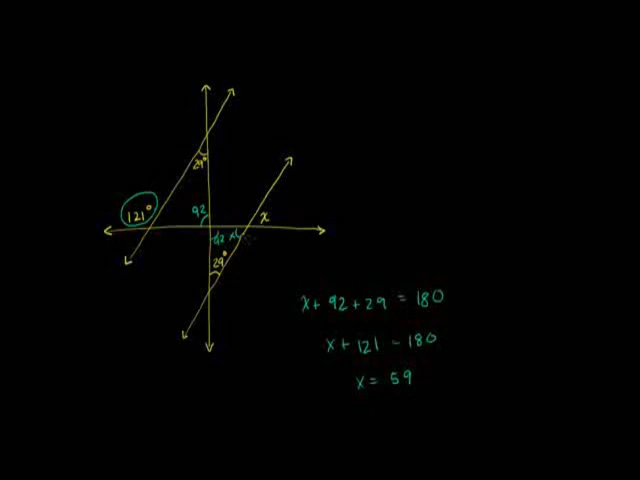 29°
121°
92
x
92 x
29°
x + 92 + 29 = 180
x + 121 = 180
x = 59